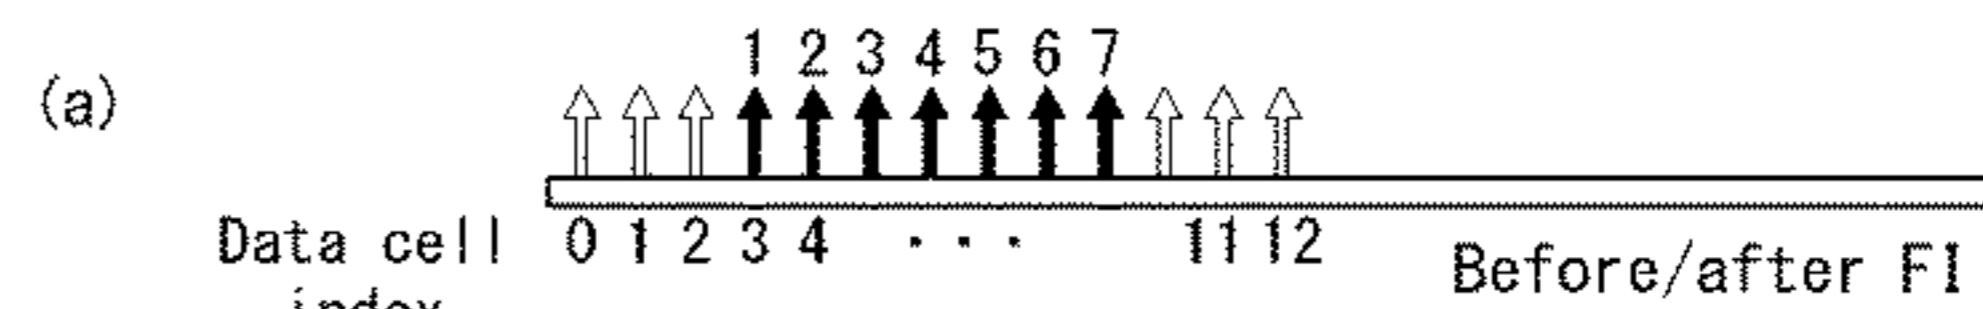 1 2 3 4 5 6 7
(a)
Data cell 0 1 2 3 4 ... 11 12
index
Before/after FI